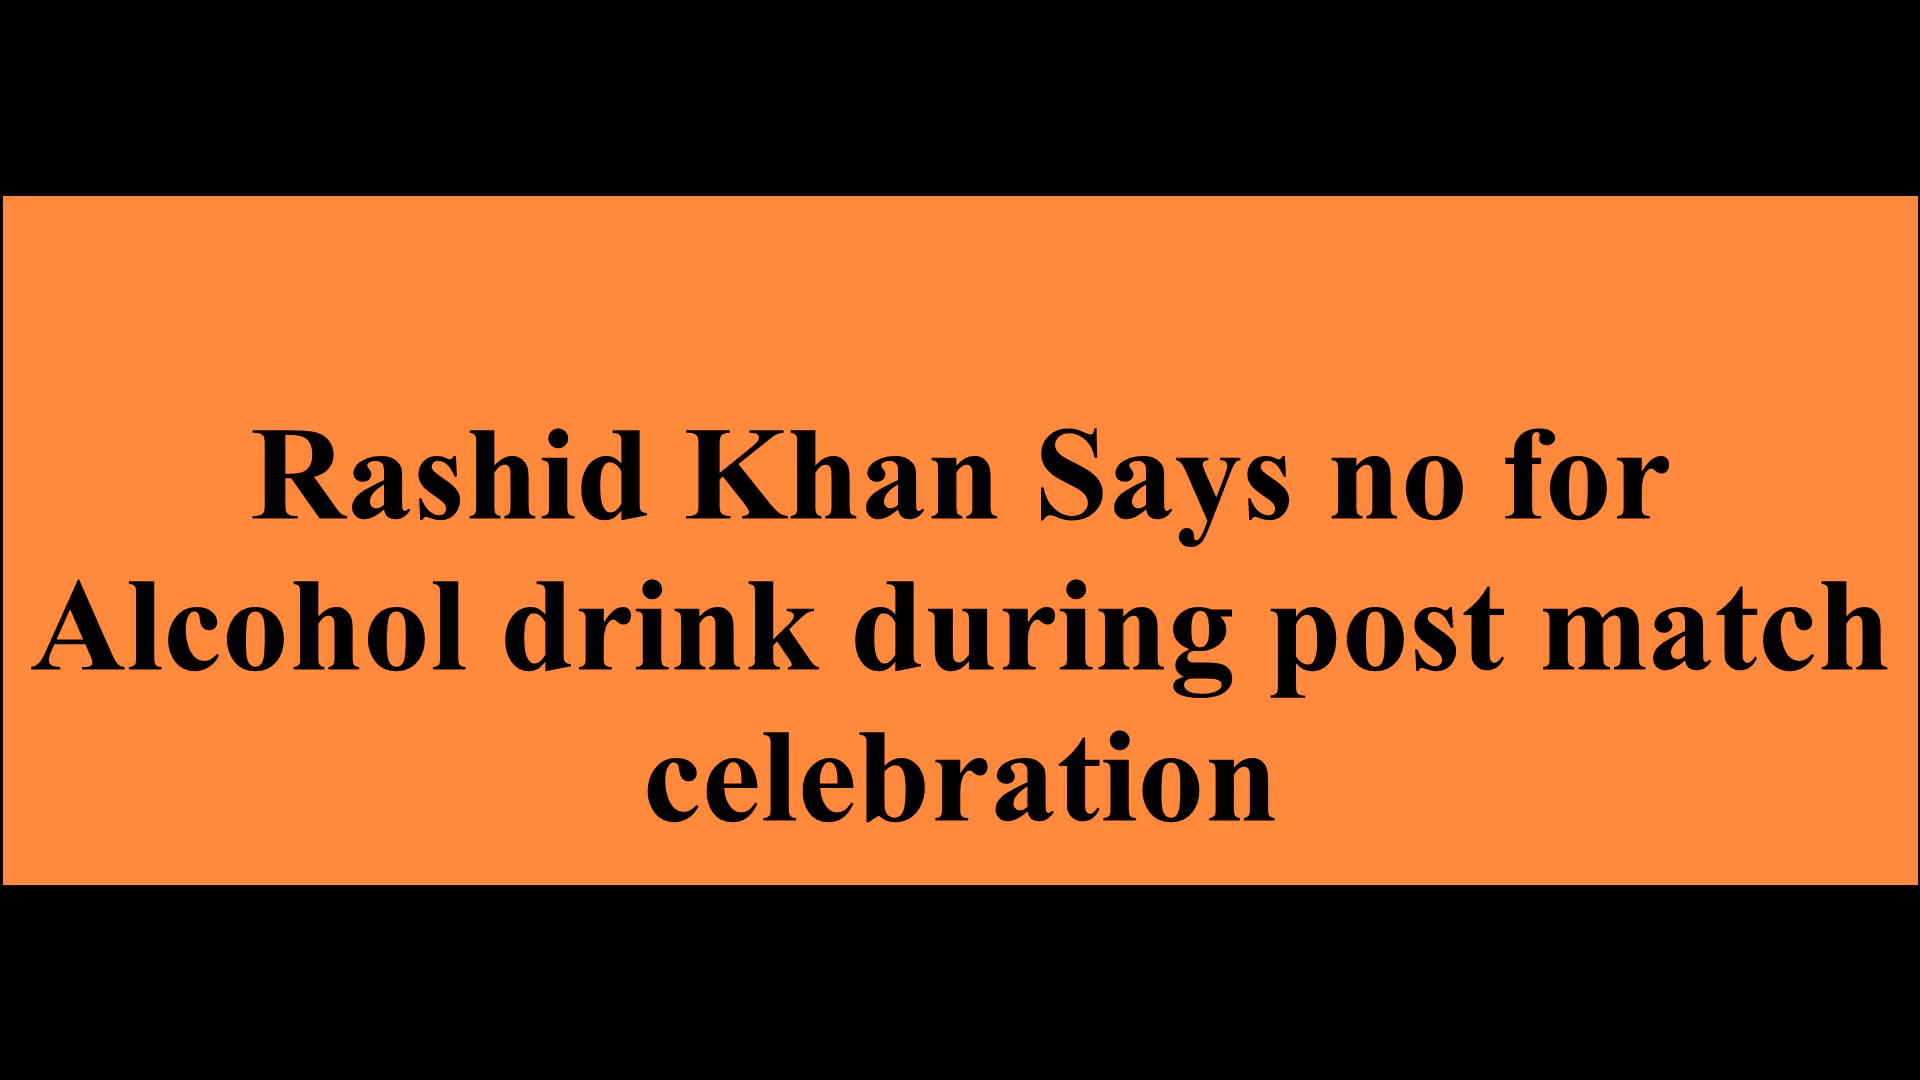 Rashid Khan Says no for
Alcohol drink during post match
celebration